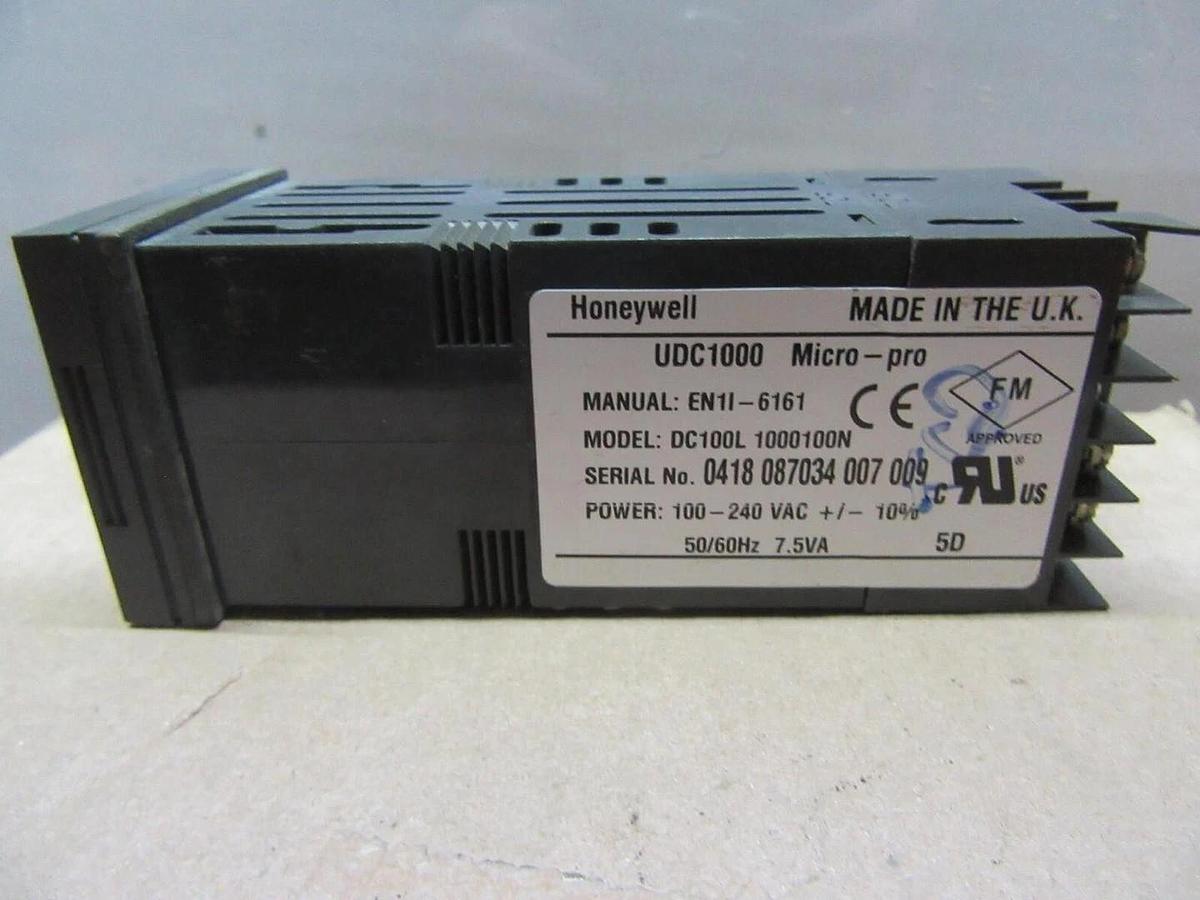 Honeywell MADE IN THE U.K.
UDC1000 Micro-pro
MANUAL: EN1I-6161 CE FM
MODEL: DC100L 1000100N APPROVED
SERIAL No. 0418 087034 007 009
POWER: 100-240 VAC +/- 10% C RU ® US
50/60Hz 7.5VA 5D